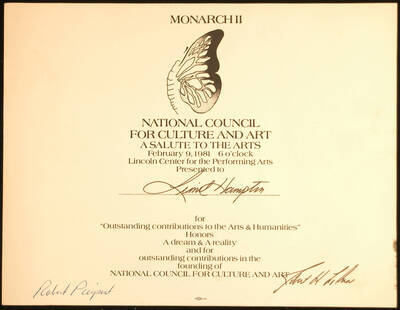 MONARCH II
NATIONAL COUNCIL
FOR CULTURE AND ART
A SALUTE TO THE ARTS
February 9, 1981 6 o'clock
Lincoln Center for the Performing Arts
Presented to
Lionel Hampton
for
"Outstanding contributions to the Arts & Humanities"
Honors
A dream & A reality
and for
outstanding contributions in the
founding of
NATIONAL COUNCIL FOR CULTURE AND ART
Robert